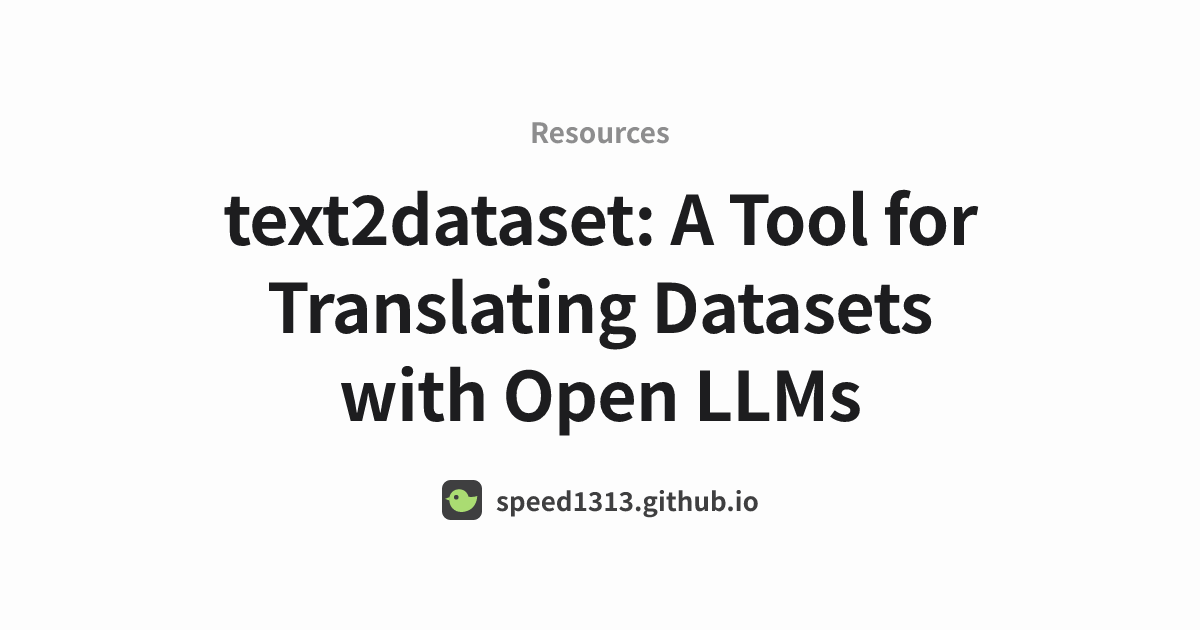 Resources
text2dataset: A Tool for
Translating Datasets
with Open LLMs
speed1313.github.io